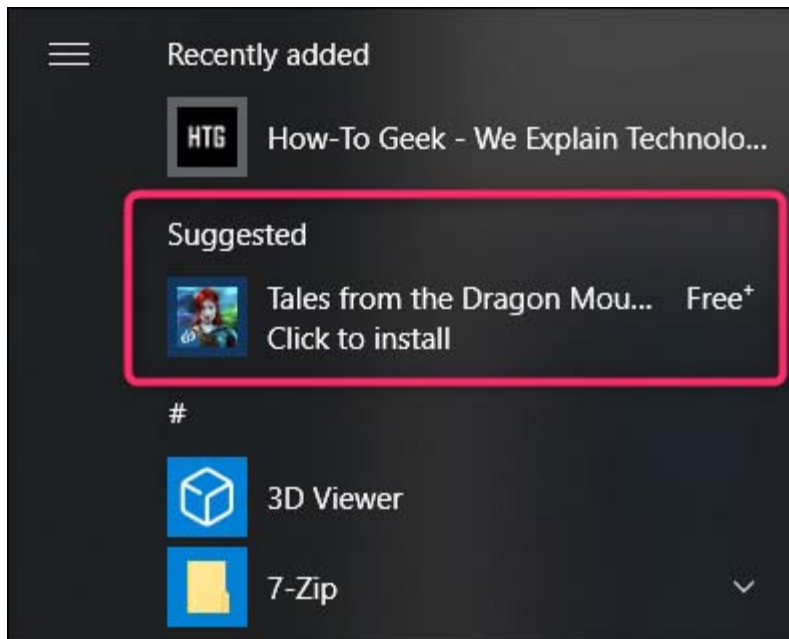 Recently added
HTG
How-To Geek - We Explain Technolo...
Suggested
Tales from the Dragon Mou... Free⁺
Click to install
#
3D Viewer
7-Zip